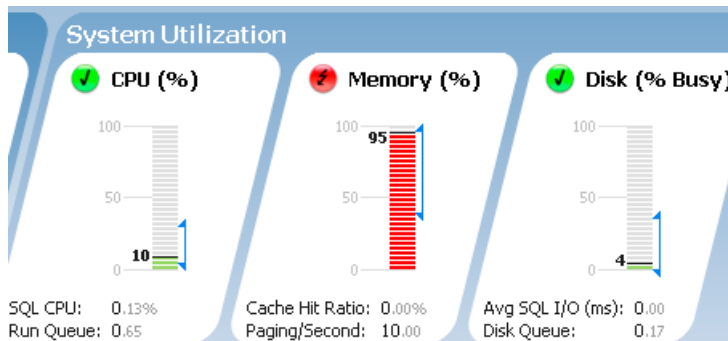 System Utilization
CPU (%)
Memory (%)
Disk (% Busy)
100
50
10
0
100
95
50
0
100
50
4
0
SQL CPU: 0.13%
Run Queue: 0.65
Cache Hit Ratio: 0.00%
Paging/Second: 10.00
Avg SQL I/O (ms): 0.00
Disk Queue: 0.17